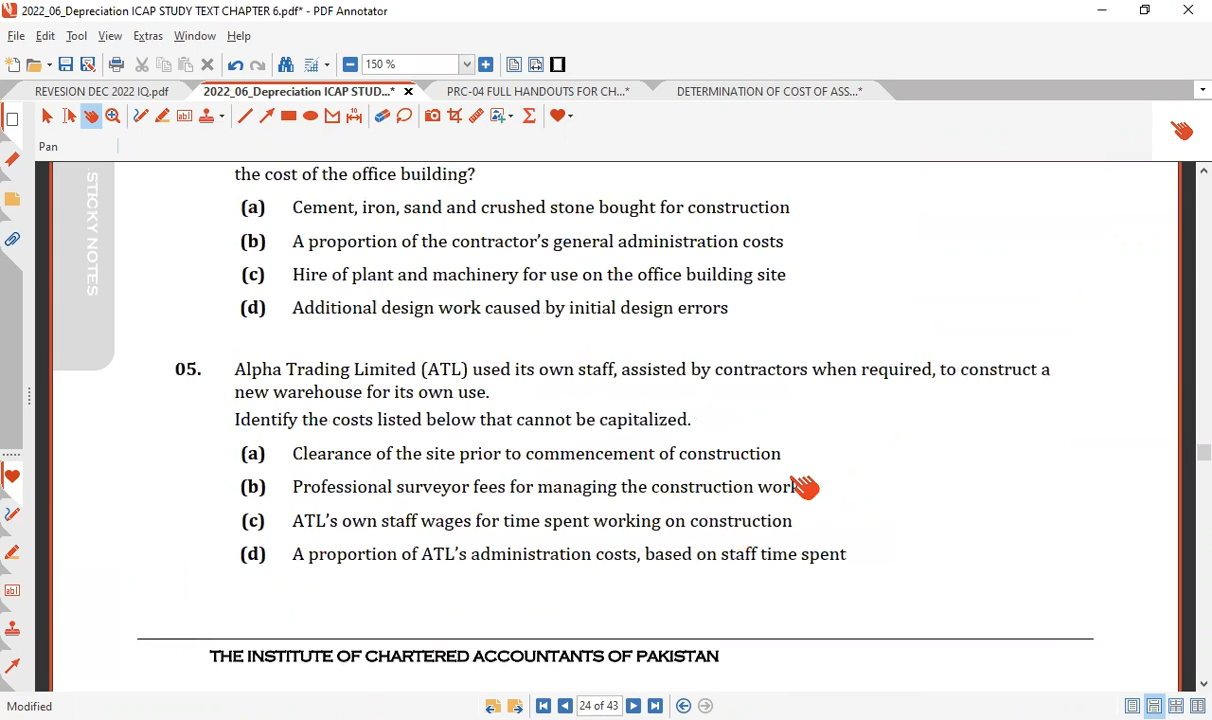 2022_06_Depreciation ICAP STUDY TEXT CHAPTER 6.pdf* - PDF Annotator
File Edit Tool View Extras Window Help
150 %
REVESION DEC 2022 IQ.pdf 2022_06_Depreciation ICAP STUD...* PRC-04 FULL HANDOUTS FOR CH...* DETERMINATION OF COST OF ASS...*
Pan
STICKY NOTES
the cost of the office building?
(a) Cement, iron, sand and crushed stone bought for construction
(b) A proportion of the contractor's general administration costs
(c) Hire of plant and machinery for use on the office building site
(d) Additional design work caused by initial design errors
05. Alpha Trading Limited (ATL) used its own staff, assisted by contractors when required, to construct a
new warehouse for its own use.
Identify the costs listed below that cannot be capitalized.
(a) Clearance of the site prior to commencement of construction
(b) Professional surveyor fees for managing the construction work
(c) ATL's own staff wages for time spent working on construction
(d) A proportion of ATL's administration costs, based on staff time spent
THE INSTITUTE OF CHARTERED ACCOUNTANTS OF PAKISTAN
Modified
24 of 43